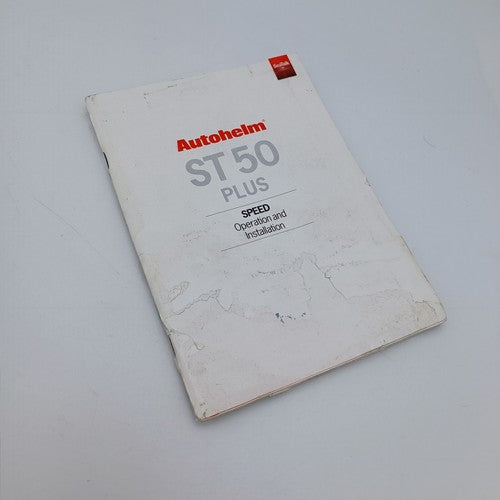 Autohelm®
ST 50
PLUS
SPEED
Operation and
Installation